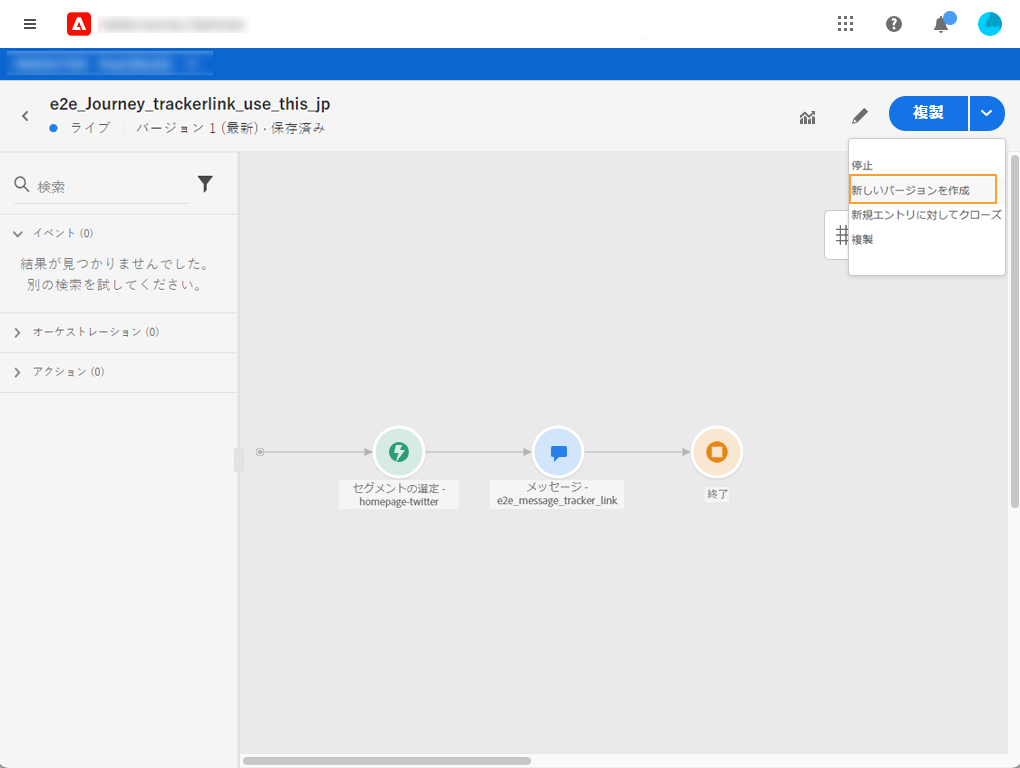 e2e_Journey_trackerlink_use_this_jp
ライブ
バージョン 1 (最新) · 保存済み
複製
停止
新しいバージョンを作成
新規エントリに対してクローズ
複製
検索
イベント (0)
結果が見つかりませんでした。
別の検索を試してください。
オーケストレーション (0)
アクション (0)
セグメントの選定 -
homepage-twitter
メッセージ -
e2e_message_tracker_link
終了